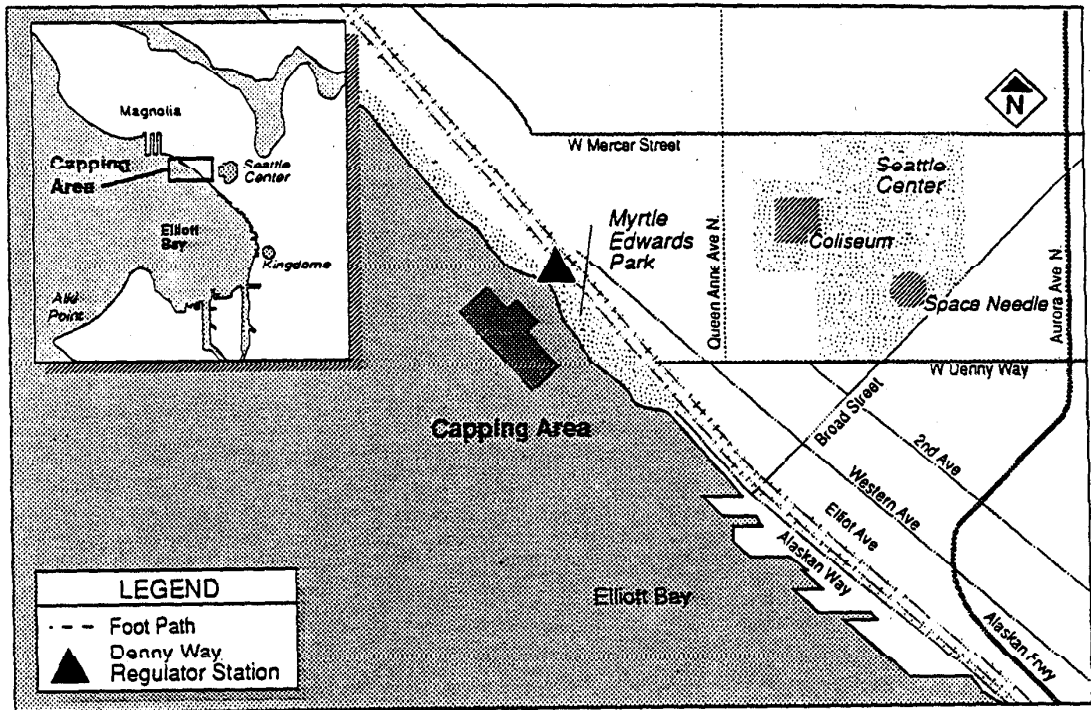 Magnolia
Capping
Area
Seattle
Center
Elliott
Bay
Kingdome
Alki
Point
N
W Mercer Street
Seattle
Center
Myrtle
Edwards
Park
Coliseum
Queen Anne Ave N.
Space Needle
Aurora Ave N.
W Denny Way
Capping Area
Broad Street
2nd Ave
Western Ave
Elliot Ave
Alaskan Way
Elliott Bay
Alaskan Frwy
LEGEND
Foot Path
Denny Way
Regulator Station